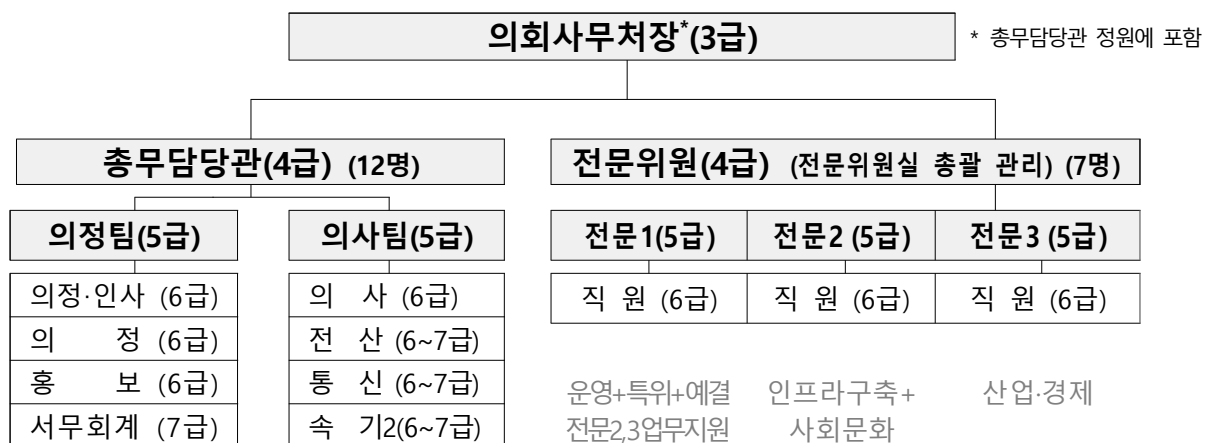 의회사무처장*(3급)
* 총무담당관 정원에 포함
총무담당관(4급) (12명)
전문위원(4급) (전문위원실 총괄 관리) (7명)
의정팀(5급)
의사팀(5급)
전문1(5급)
전문2 (5급)
전문3 (5급)
의정·인사 (6급)
의 정 (6급)
홍 보 (6급)
서무회계 (7급)
의 사 (6급)
전 산 (6~7급)
통 신 (6~7급)
속 기2(6~7급)
직 원 (6급)
직 원 (6급)
직 원 (6급)
운영+특위+예결
전문2,3업무지원
인프라구축+
사회문화
산업·경제